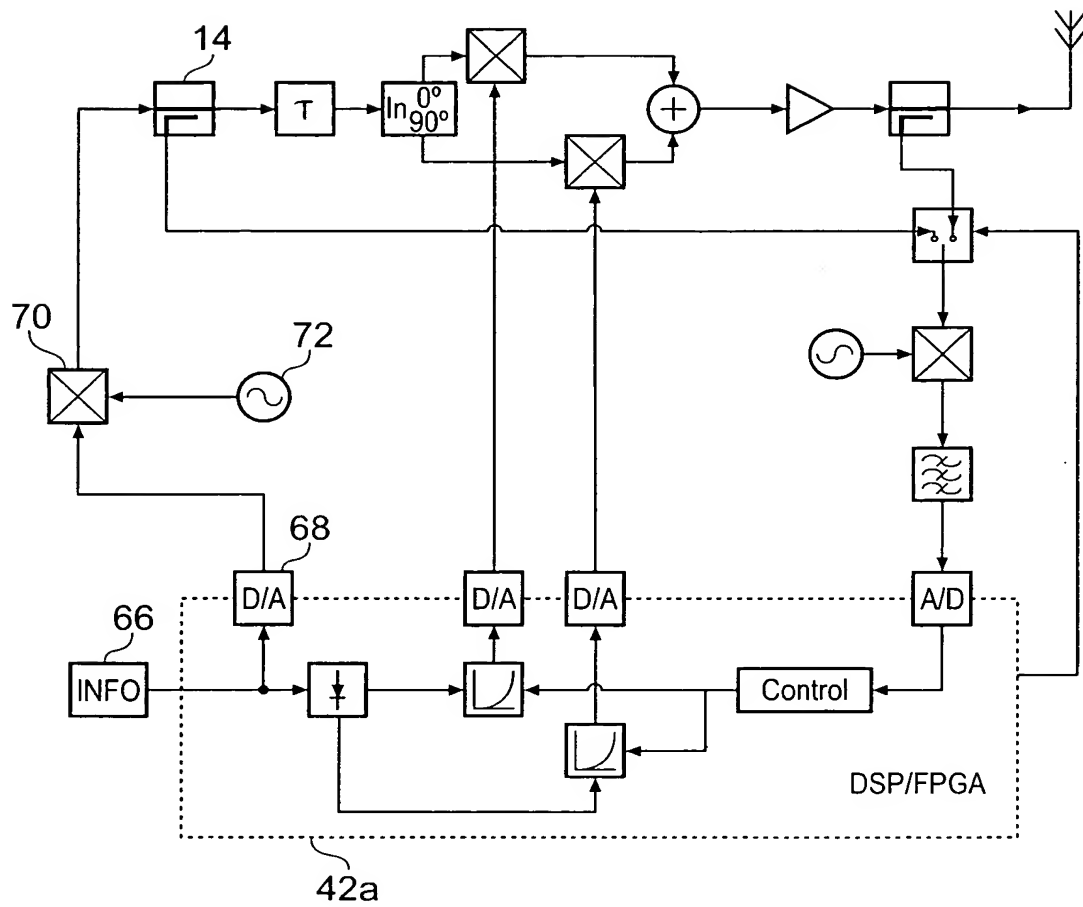 14
τ
In 0°
90°
+
70
72
68
D/A
D/A
D/A
A/D
66
INFO
Control
DSP/FPGA
42a